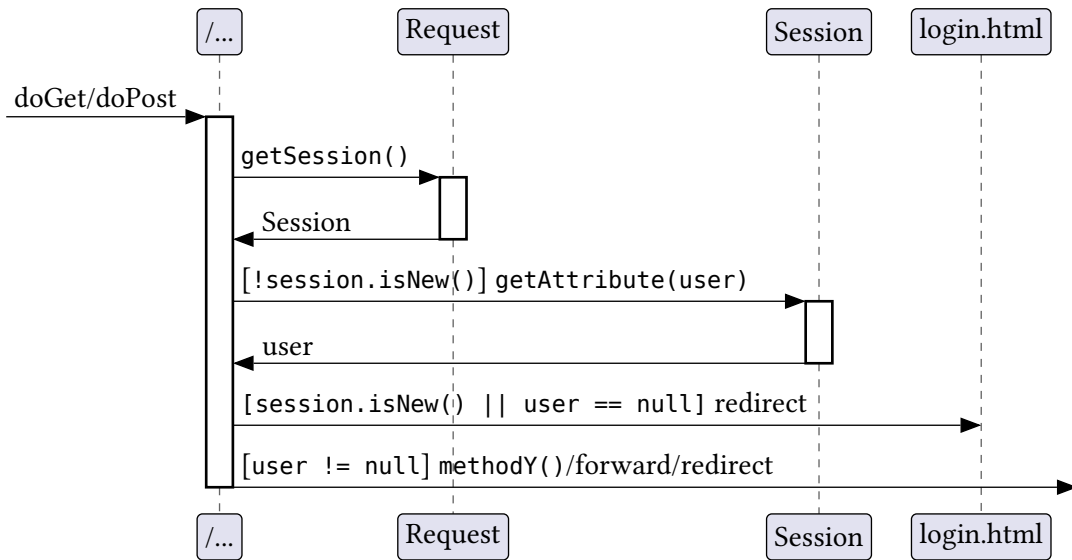 /...
Request
Session
login.html
doGet/doPost
getSession()
Session
[!session.isNew()] getAttribute(user)
user
[session.isNew() || user == null] redirect
[user != null] methodY()/forward/redirect
/...
Request
Session
login.html